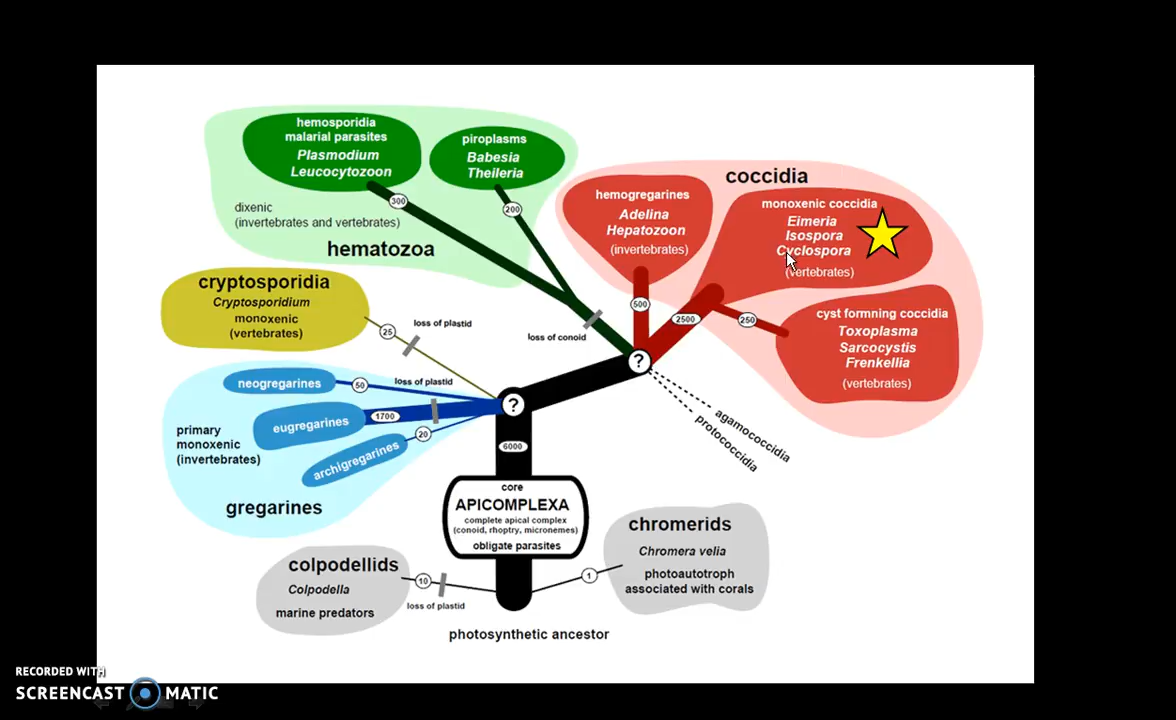 hemosporidia
malarial parasites
Plasmodium
Leucocytozoon
300
piroplasms
Babesia
Theileria
200
dixenic
(invertebrates and vertebrates)
hematozoa
coccidia
hemogregarines
Adelina
Hepatozoon
(invertebrates)
500
monoxenic coccidia
Eimeria
Isospora
Cyclospora
(vertebrates)
2500
250
cyst formning coccidia
Toxoplasma
Sarcocystis
Frenkellia
(vertebrates)
cryptosporidia
Cryptosporidium
monoxenic
(vertebrates)
25
loss of plastid
loss of conoid
?
agamococcidia
protococcidia
neogregarines
50
loss of plastid
eugregarines
1700
archigregarines
20
primary
monoxenic
(invertebrates)
gregarines
?
6000
core
APICOMPLEXA
complete apical complex
(conoid, rhoptry, micronemes)
obligate parasites
colpodellids
Colpodella
marine predators
10
loss of plastid
chromerids
Chromera velia
photoautotroph
associated with corals
1
photosynthetic ancestor
RECORDED WITH
SCREENCAST MATIC